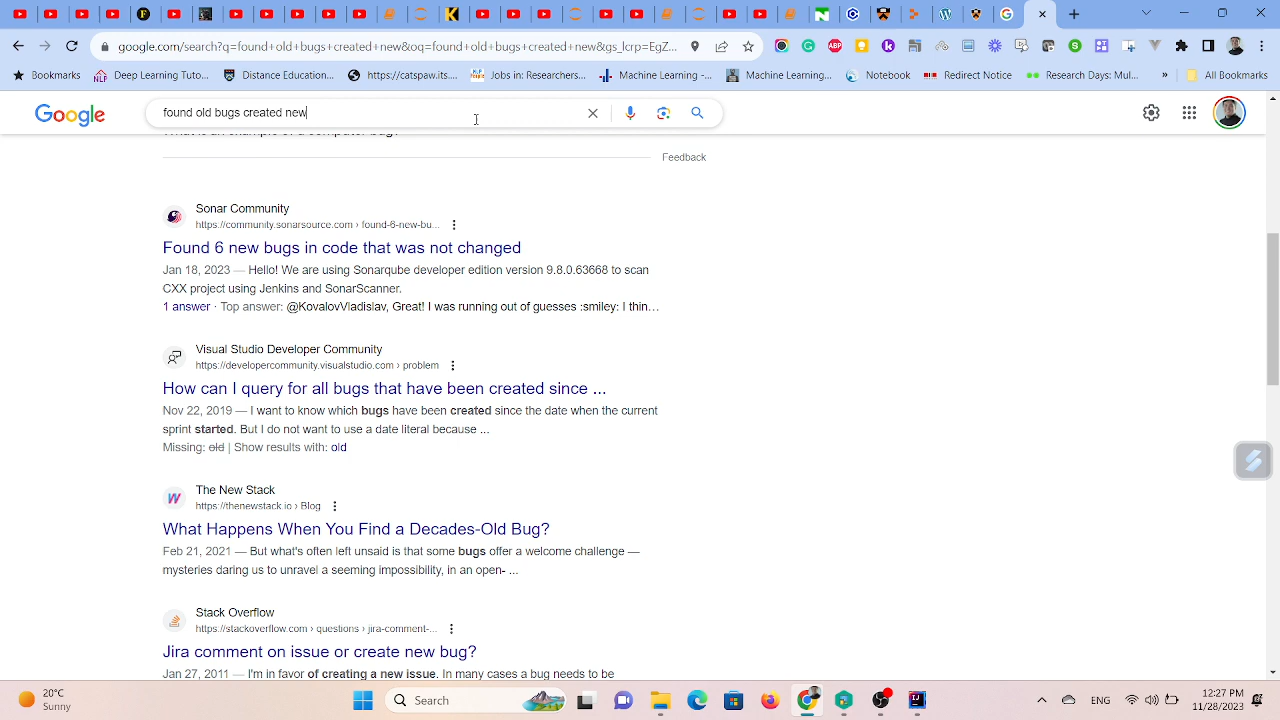 google.com/search?q=found+old+bugs+created+new&oq=found+old+bugs+created+new&gs_lcrp=EgZ...
Bookmarks
Deep Learning Tuto...
Distance Education...
https://catspaw.its....
Jobs in: Researchers...
Machine Learning -...
Machine Learning...
Notebook
Redirect Notice
Research Days: Mul...
»
All Bookmarks
Google
found old bugs created new
What is an example of a computer bug?
Feedback
Sonar Community
https://community.sonarsource.com › found-6-new-bu...
Found 6 new bugs in code that was not changed
Jan 18, 2023 — Hello! We are using Sonarqube developer edition version 9.8.0.63668 to scan
CXX project using Jenkins and SonarScanner.
1 answer · Top answer: @KovalovVladislav, Great! I was running out of guesses :smiley: I thin…
Visual Studio Developer Community
https://developercommunity.visualstudio.com › problem
How can I query for all bugs that have been created since ...
Nov 22, 2019 — I want to know which bugs have been created since the date when the current
sprint started. But I do not want to use a date literal because ...
Missing: old | Show results with: old
The New Stack
https://thenewstack.io › Blog
What Happens When You Find a Decades-Old Bug?
Feb 21, 2021 — But what's often left unsaid is that some bugs offer a welcome challenge —
mysteries daring us to unravel a seeming impossibility, in an open- ...
Stack Overflow
https://stackoverflow.com › questions › jira-comment-...
Jira comment on issue or create new bug?
Jan 27, 2011 — I'm in favor of creating a new issue. In many cases a bug needs to be
20°C
Sunny
Search
ENG
12:27 PM
11/28/2023